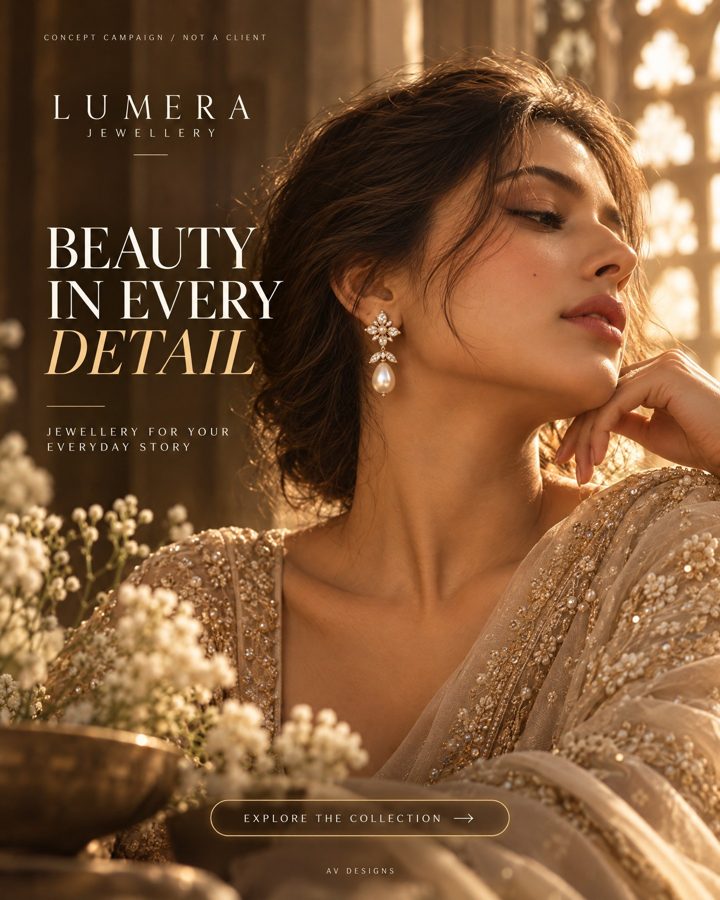 CONCEPT CAMPAIGN / NOT A CLIENT
LUMERA
JEWELLERY
BEAUTY
IN EVERY
DETAIL
JEWELLERY FOR YOUR
EVERYDAY STORY
EXPLORE THE COLLECTION →
AV DESIGNS